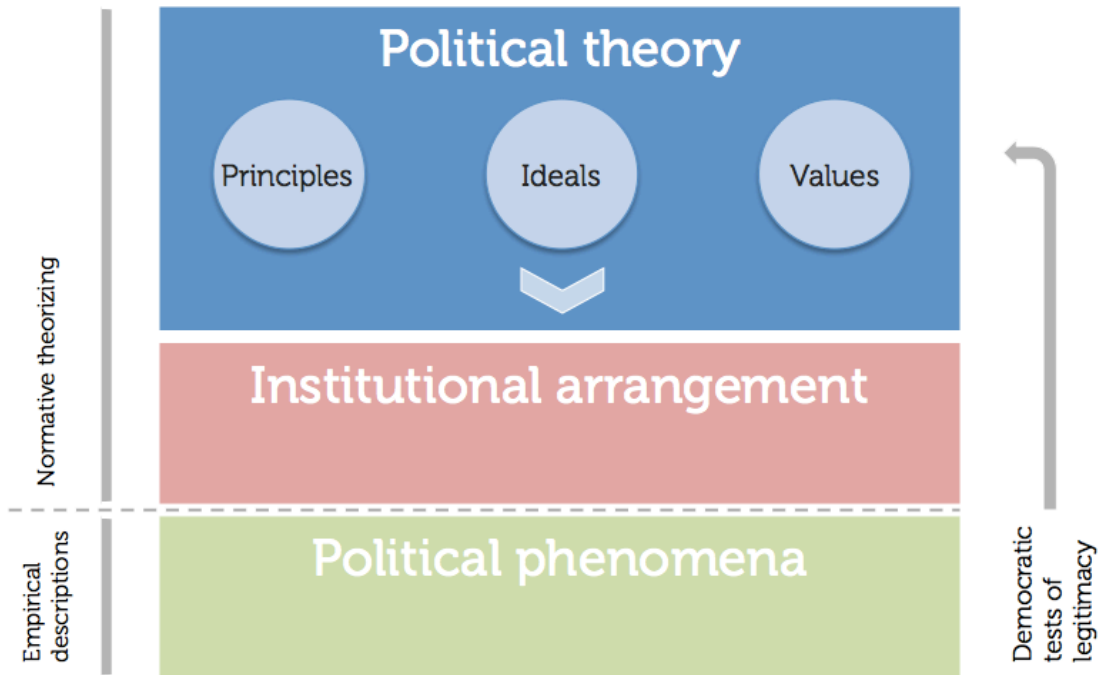 Political theory
Principles
Ideals
Values
Normative theorizing
Institutional arrangement
Political phenomena
Empirical
descriptions
Democratic
tests of
legitimacy